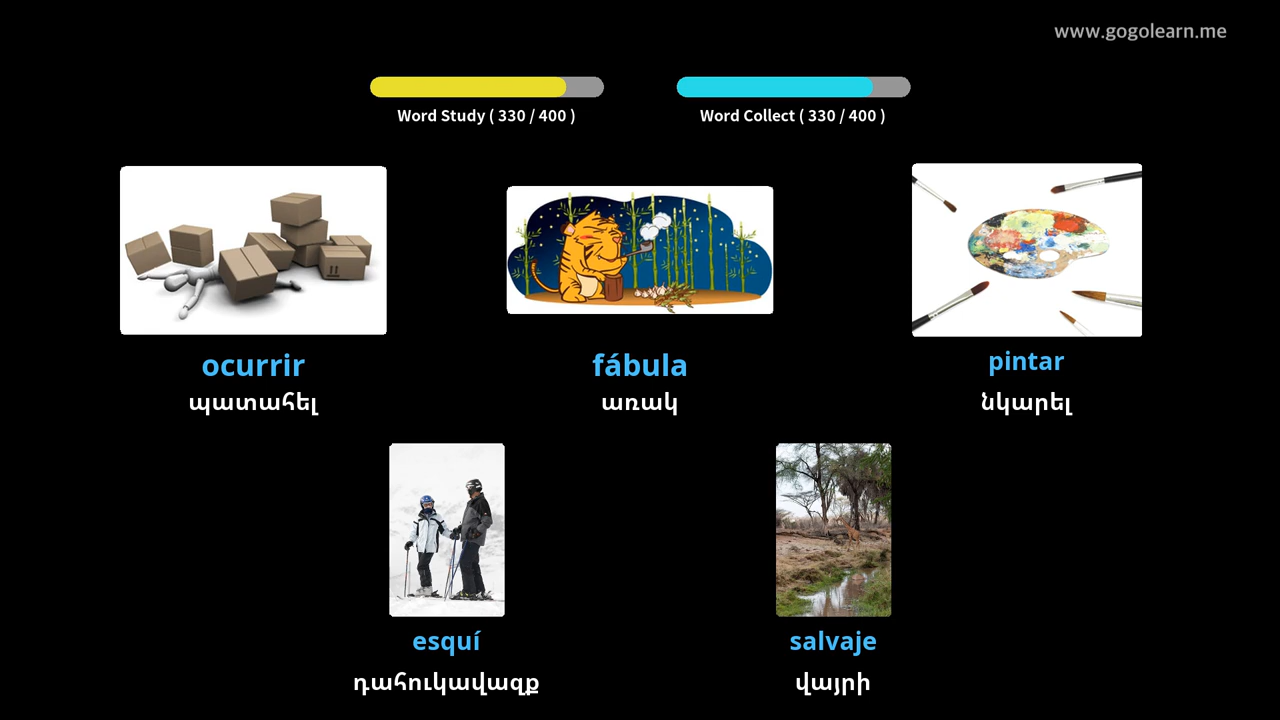 www.gogolearn.me
Word Study ( 330 / 400 )
Word Collect ( 330 / 400 )
ocurrir
պատահել
fábula
առակ
pintar
նկարել
esquí
դահուկավազք
salvaje
վայրի